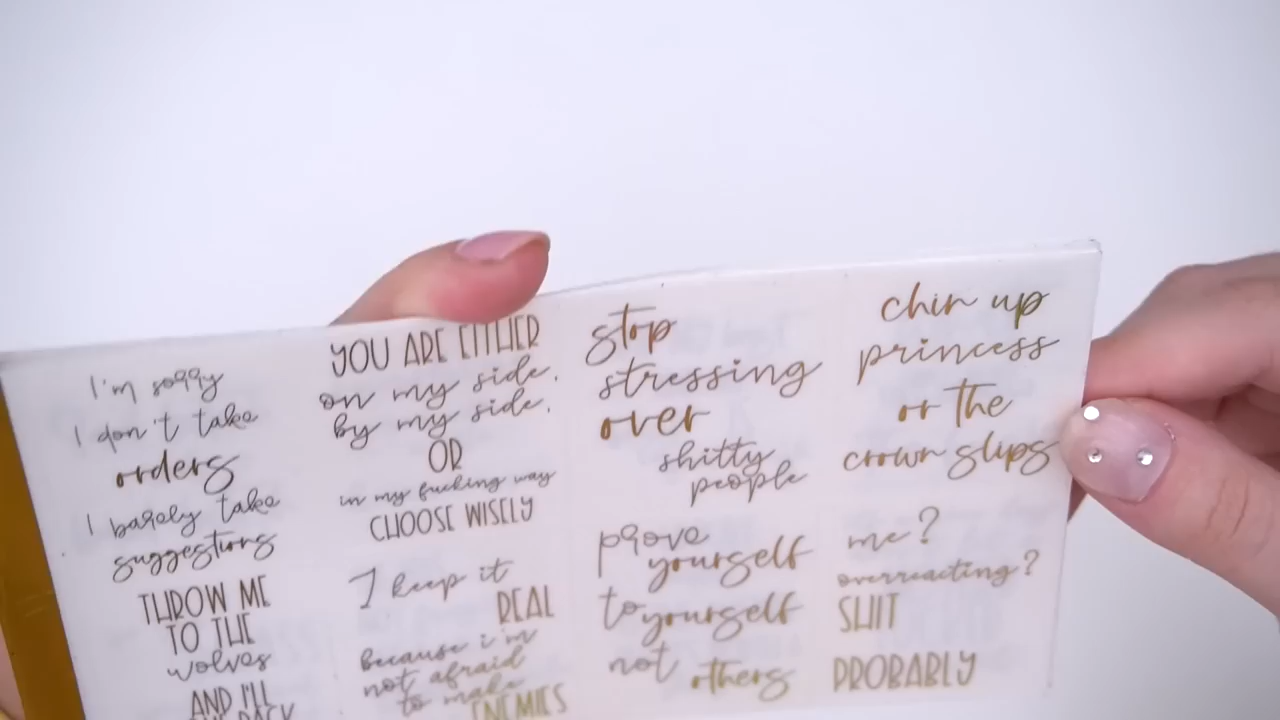 I'm sorry
I don't take
orders
I barely take
suggestions
THROW ME
TO THE
wolves
AND I'LL
BACK
YOU ARE EITHER
on my side,
by my side,
OR
in my fucking way
CHOOSE WISELY
I keep it
REAL
because i'm
not afraid
to make
ENEMIES
stop
stressing
over
shitty
people
prove
yourself
to yourself
not others
chin up
princess
or the
crown slips
me?
overreacting?
SHIT
PROBABLY